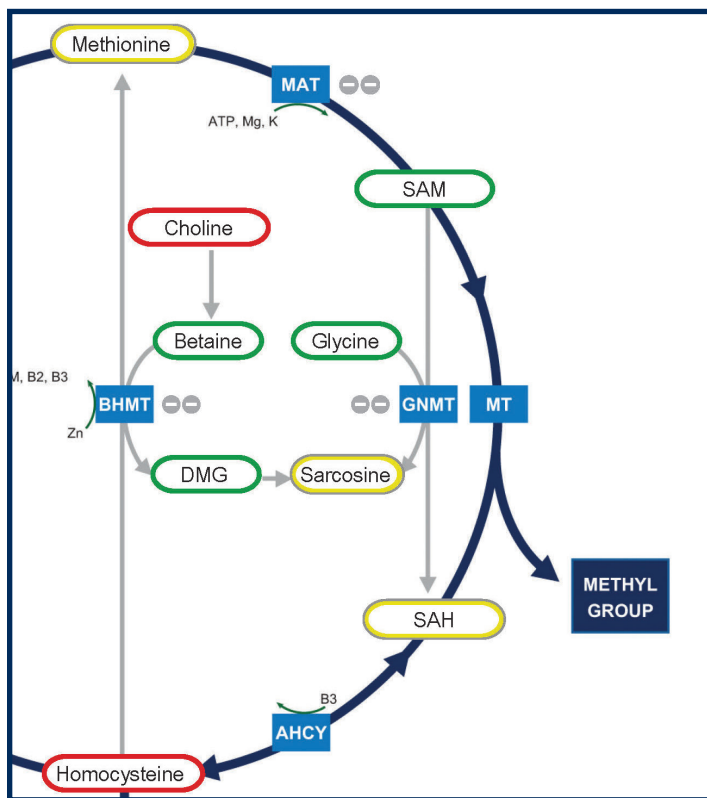 Methionine
MAT
ATP, Mg, K
SAM
Choline
Betaine
Glycine
M, B2, B3
BHMT
GNMT
MT
Zn
DMG
Sarcosine
METHYL
GROUP
SAH
B3
AHCY
Homocysteine